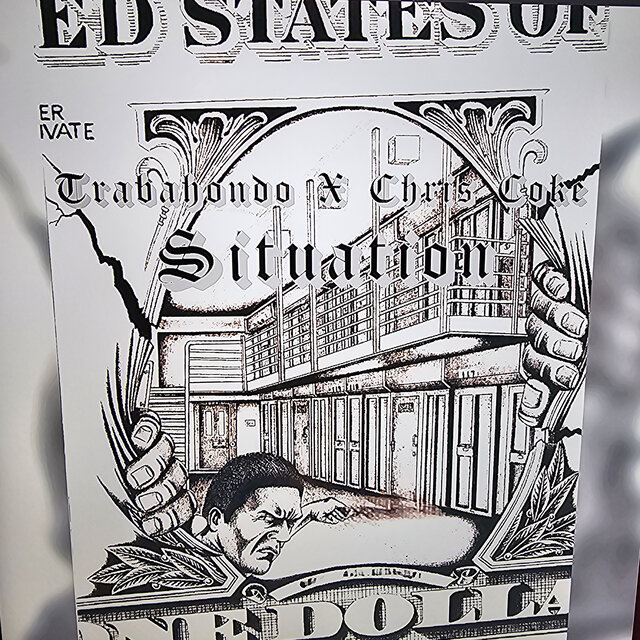 ED STATES OF
ER
IVATE
Trabahondo X Chris Coke
Situation
NE DOLLA